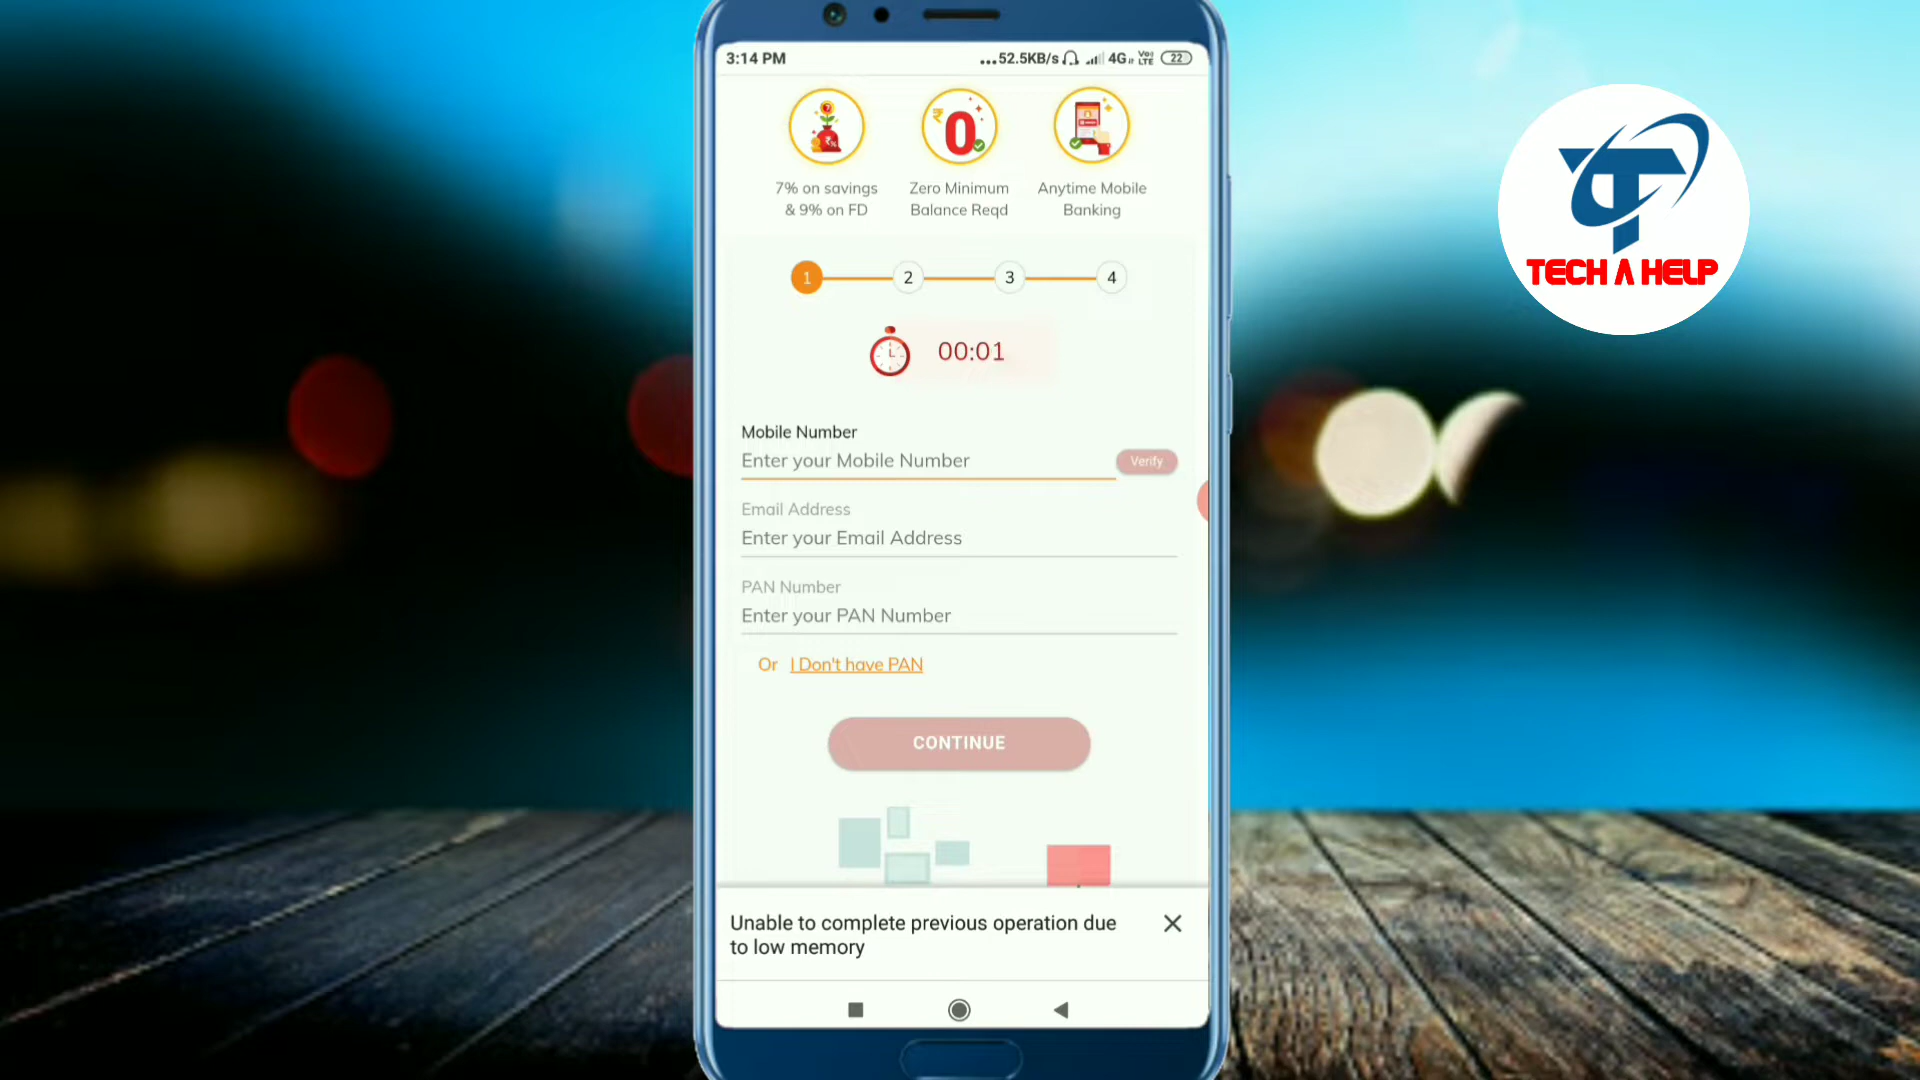 3:14 PM
...52.5KB/s 4G Vo) LTE 22
0
7% on savings
& 9% on FD
Zero Minimum
Balance Reqd
Anytime Mobile
Banking
1 2 3 4
00:01
Mobile Number
Enter your Mobile Number
Verify
Email Address
Enter your Email Address
PAN Number
Enter your PAN Number
Or I Don't have PAN
CONTINUE
Unable to complete previous operation due
to low memory
TECH A HELP